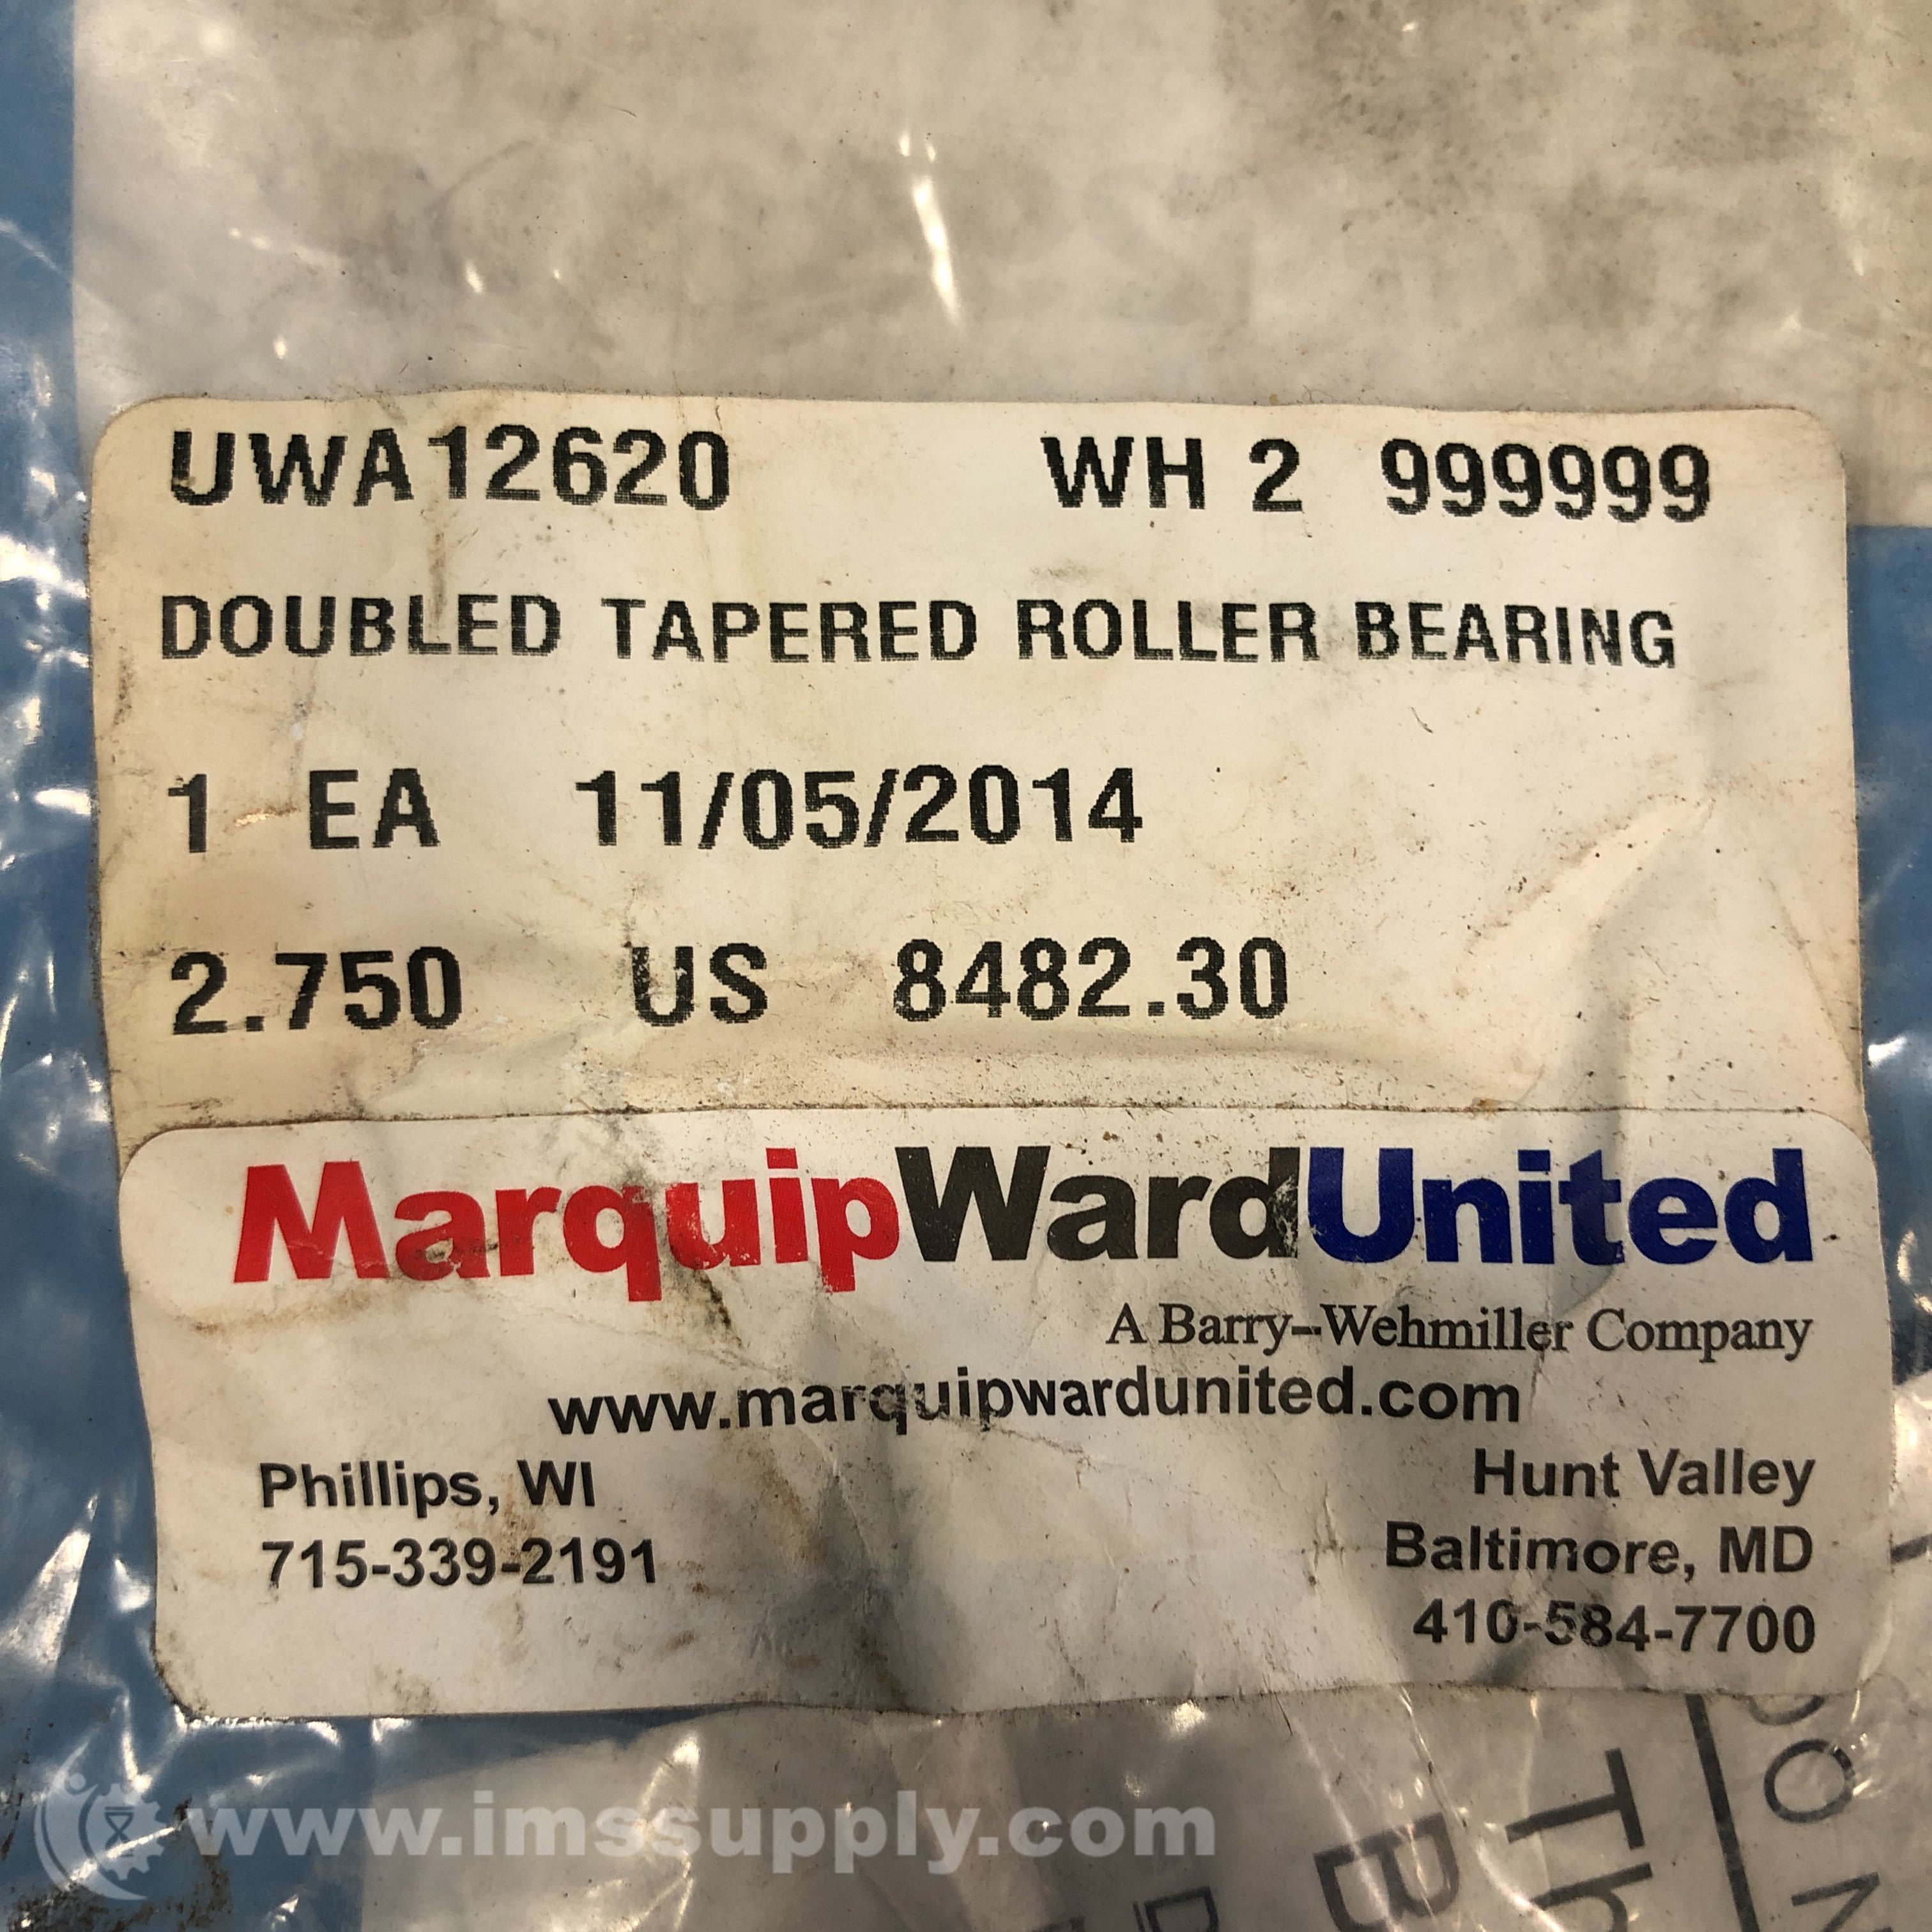 UWA12620 WH 2 999999
DOUBLED TAPERED ROLLER BEARING
1 EA 11/05/2014
2.750 US 8482.30
MarquipWardUnited
A Barry-Wehmiller Company
www.marquipwardunited.com
Phillips, WI
715-339-2191
Hunt Valley
Baltimore, MD
410-584-7700
www.imssupply.com